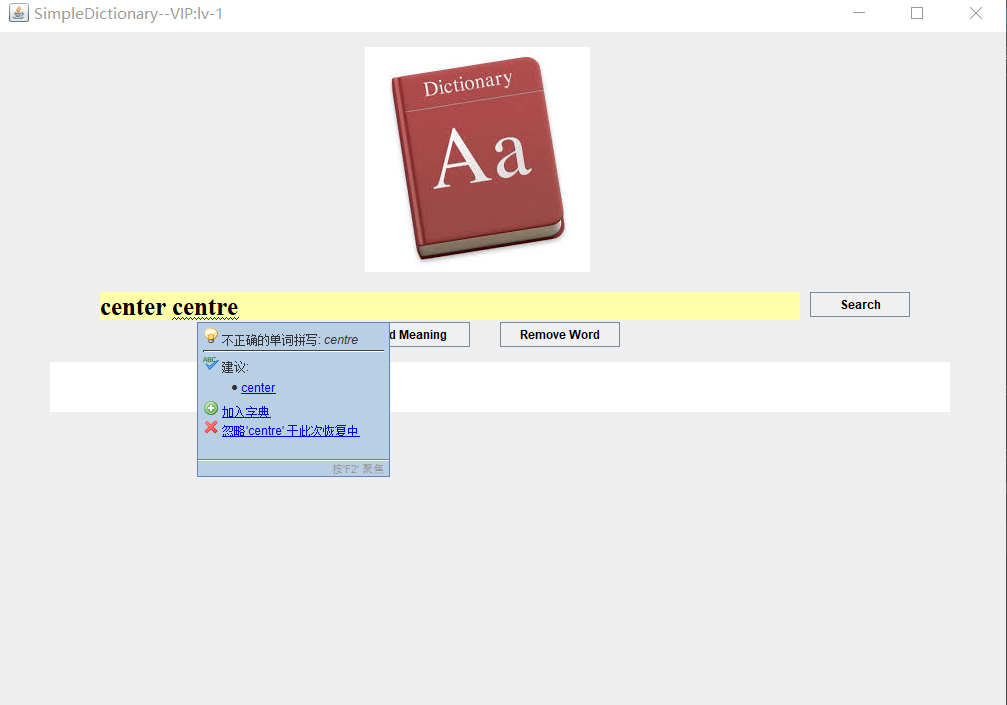 SimpleDictionary--VIP:lv-1
Dictionary
Aa
center centre
Search
d Meaning
Remove Word
不正确的单词拼写: centre
ABC
建议:
center
加入字典
忽略'centre' 于此次恢复中
按'F2' 聚焦